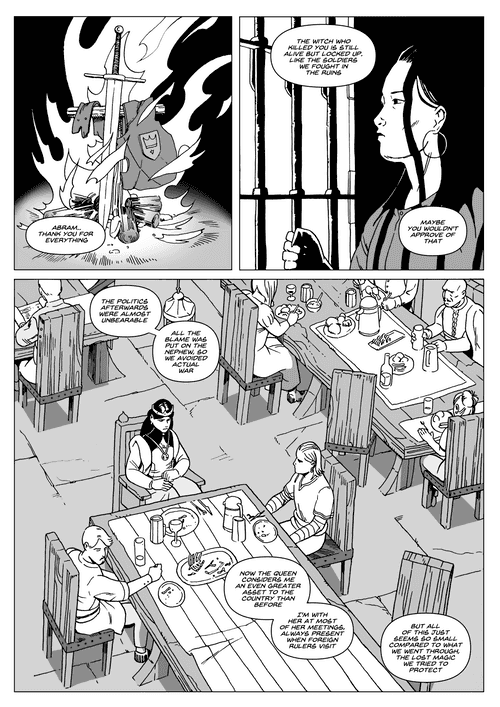 ABRAM...
THANK YOU FOR
EVERYTHING
THE WITCH WHO
KILLED YOU IS STILL
ALIVE BUT LOCKED UP,
LIKE THE SOLDIERS
WE FOUGHT IN
THE RUINS
MAYBE
YOU WOULDN'T
APPROVE OF
THAT
THE POLITICS
AFTERWARDS
WERE ALMOST
UNBEARABLE
ALL THE
BLAME WAS
PUT ON THE
NEPHEW, SO
WE AVOIDED
ACTUAL
WAR
NOW THE QUEEN
CONSIDERS ME
AN EVEN GREATER
ASSET TO THE
COUNTRY THAN
BEFORE
I'M WITH
HER AT MOST
OF HER MEETINGS,
ALWAYS PRESENT
WHEN FOREIGN
RULERS VISIT
BUT ALL
OF THIS JUST
SEEMS SO SMALL
COMPARED TO WHAT
WE WENT THROUGH,
THE LOST MAGIC
WE TRIED TO
PROTECT